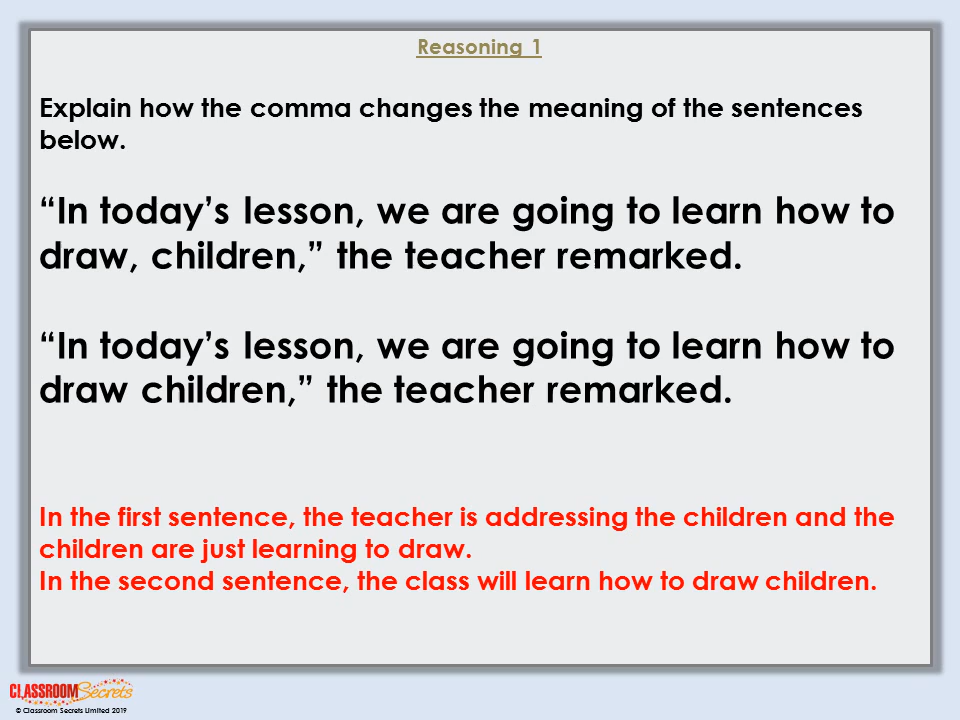 Reasoning 1
Explain how the comma changes the meaning of the sentences
below.
“In today’s lesson, we are going to learn how to
draw, children,” the teacher remarked.
“In today’s lesson, we are going to learn how to
draw children,” the teacher remarked.
In the first sentence, the teacher is addressing the children and the
children are just learning to draw.
In the second sentence, the class will learn how to draw children.
CLASSROOM Secrets
© Classroom Secrets Limited 2019